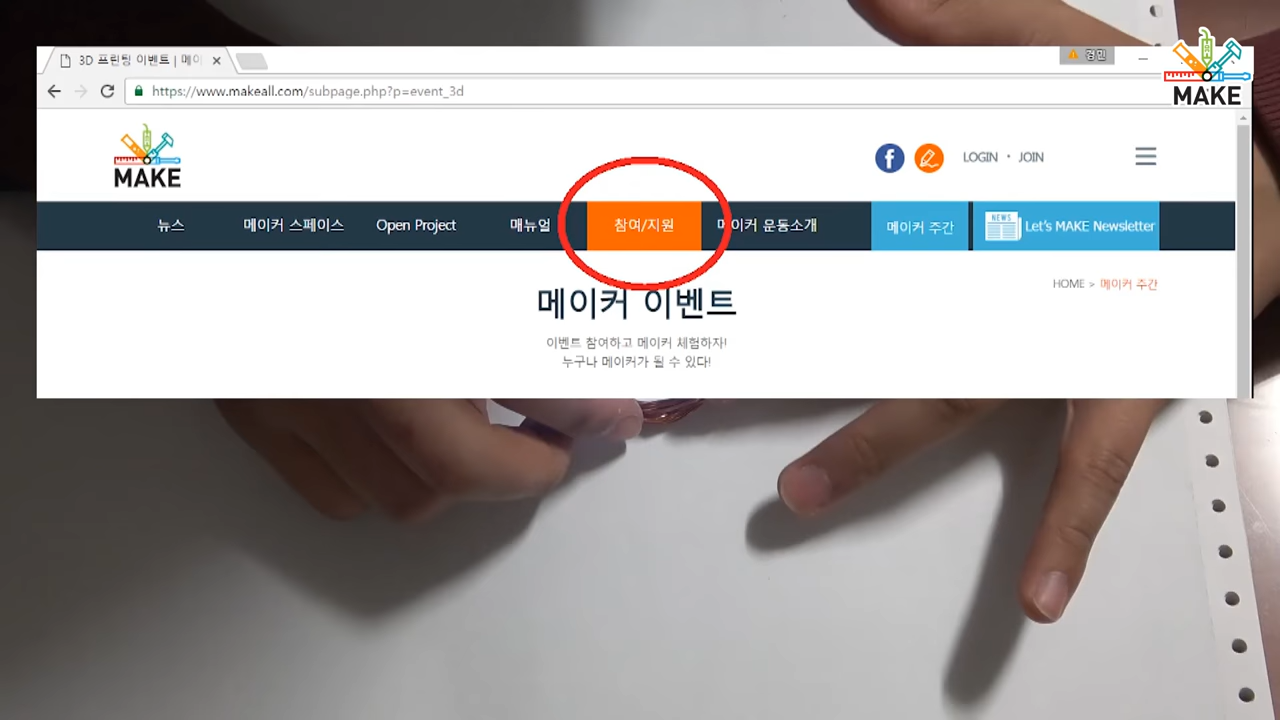 3D 프린팅 이벤트 | 메이
검민
https://www.makeall.com/subpage.php?p=event_3d
MAKE
MAKE
LOGIN · JOIN
뉴스
메이커 스페이스
Open Project
매뉴얼
참여/지원
메이커 운동소개
메이커 주간
NEWS
Let's MAKE Newsletter
HOME > 메이커 주간
메이커 이벤트
이벤트 참여하고 메이커 체험하자!
누구나 메이커가 될 수 있다!